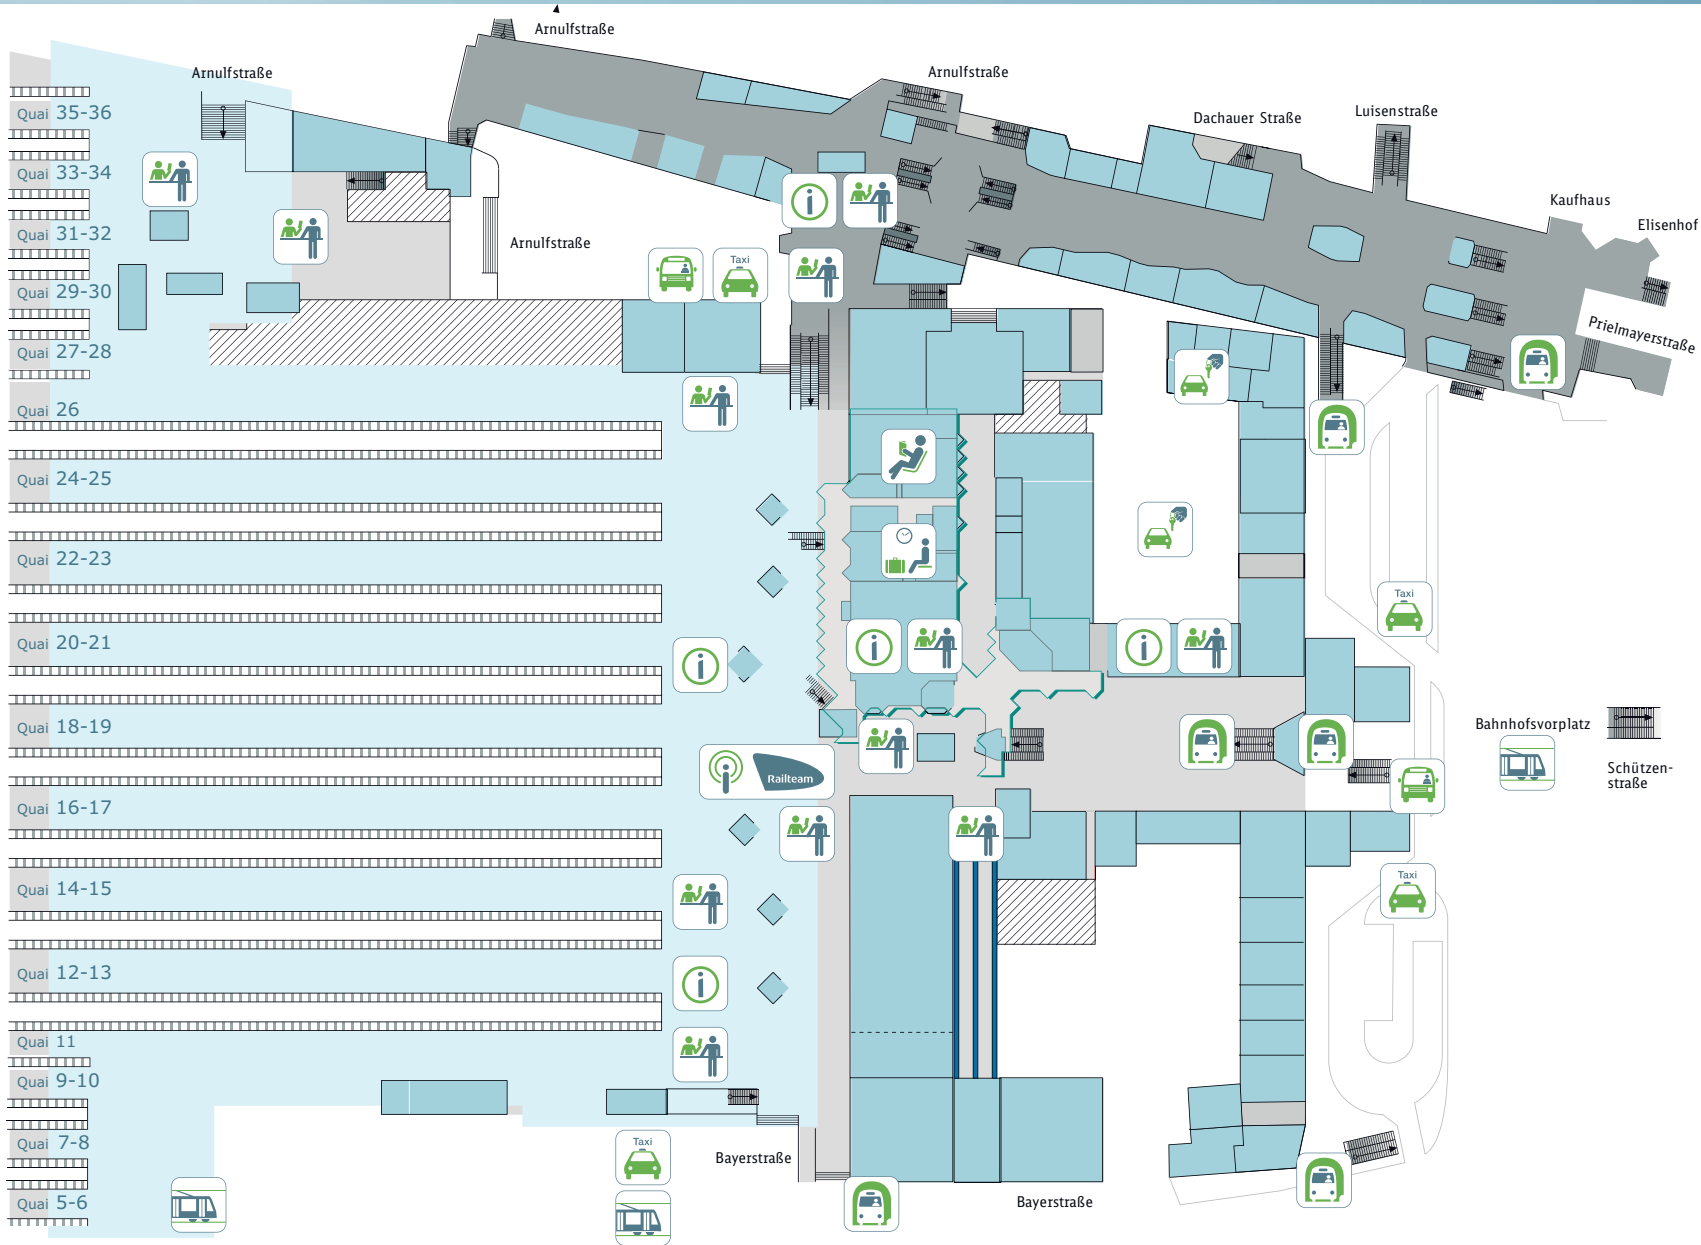 Arnulfstraße
Arnulfstraße
Arnulfstraße
Dachauer Straße
Luisenstraße
Kaufhaus
Elisenhof
Arnulfstraße
Prielmayerstraße
Quai 35-36
Quai 33-34
Quai 31-32
Quai 29-30
Quai 27-28
Quai 26
Quai 24-25
Quai 22-23
Quai 20-21
Quai 18-19
Quai 16-17
Quai 14-15
Quai 12-13
Quai 11
Quai 9-10
Quai 7-8
Quai 5-6
Taxi
Taxi
Railteam
Bahnhofsvorplatz
Schützen-
straße
Taxi
Taxi
Bayerstraße
Bayerstraße